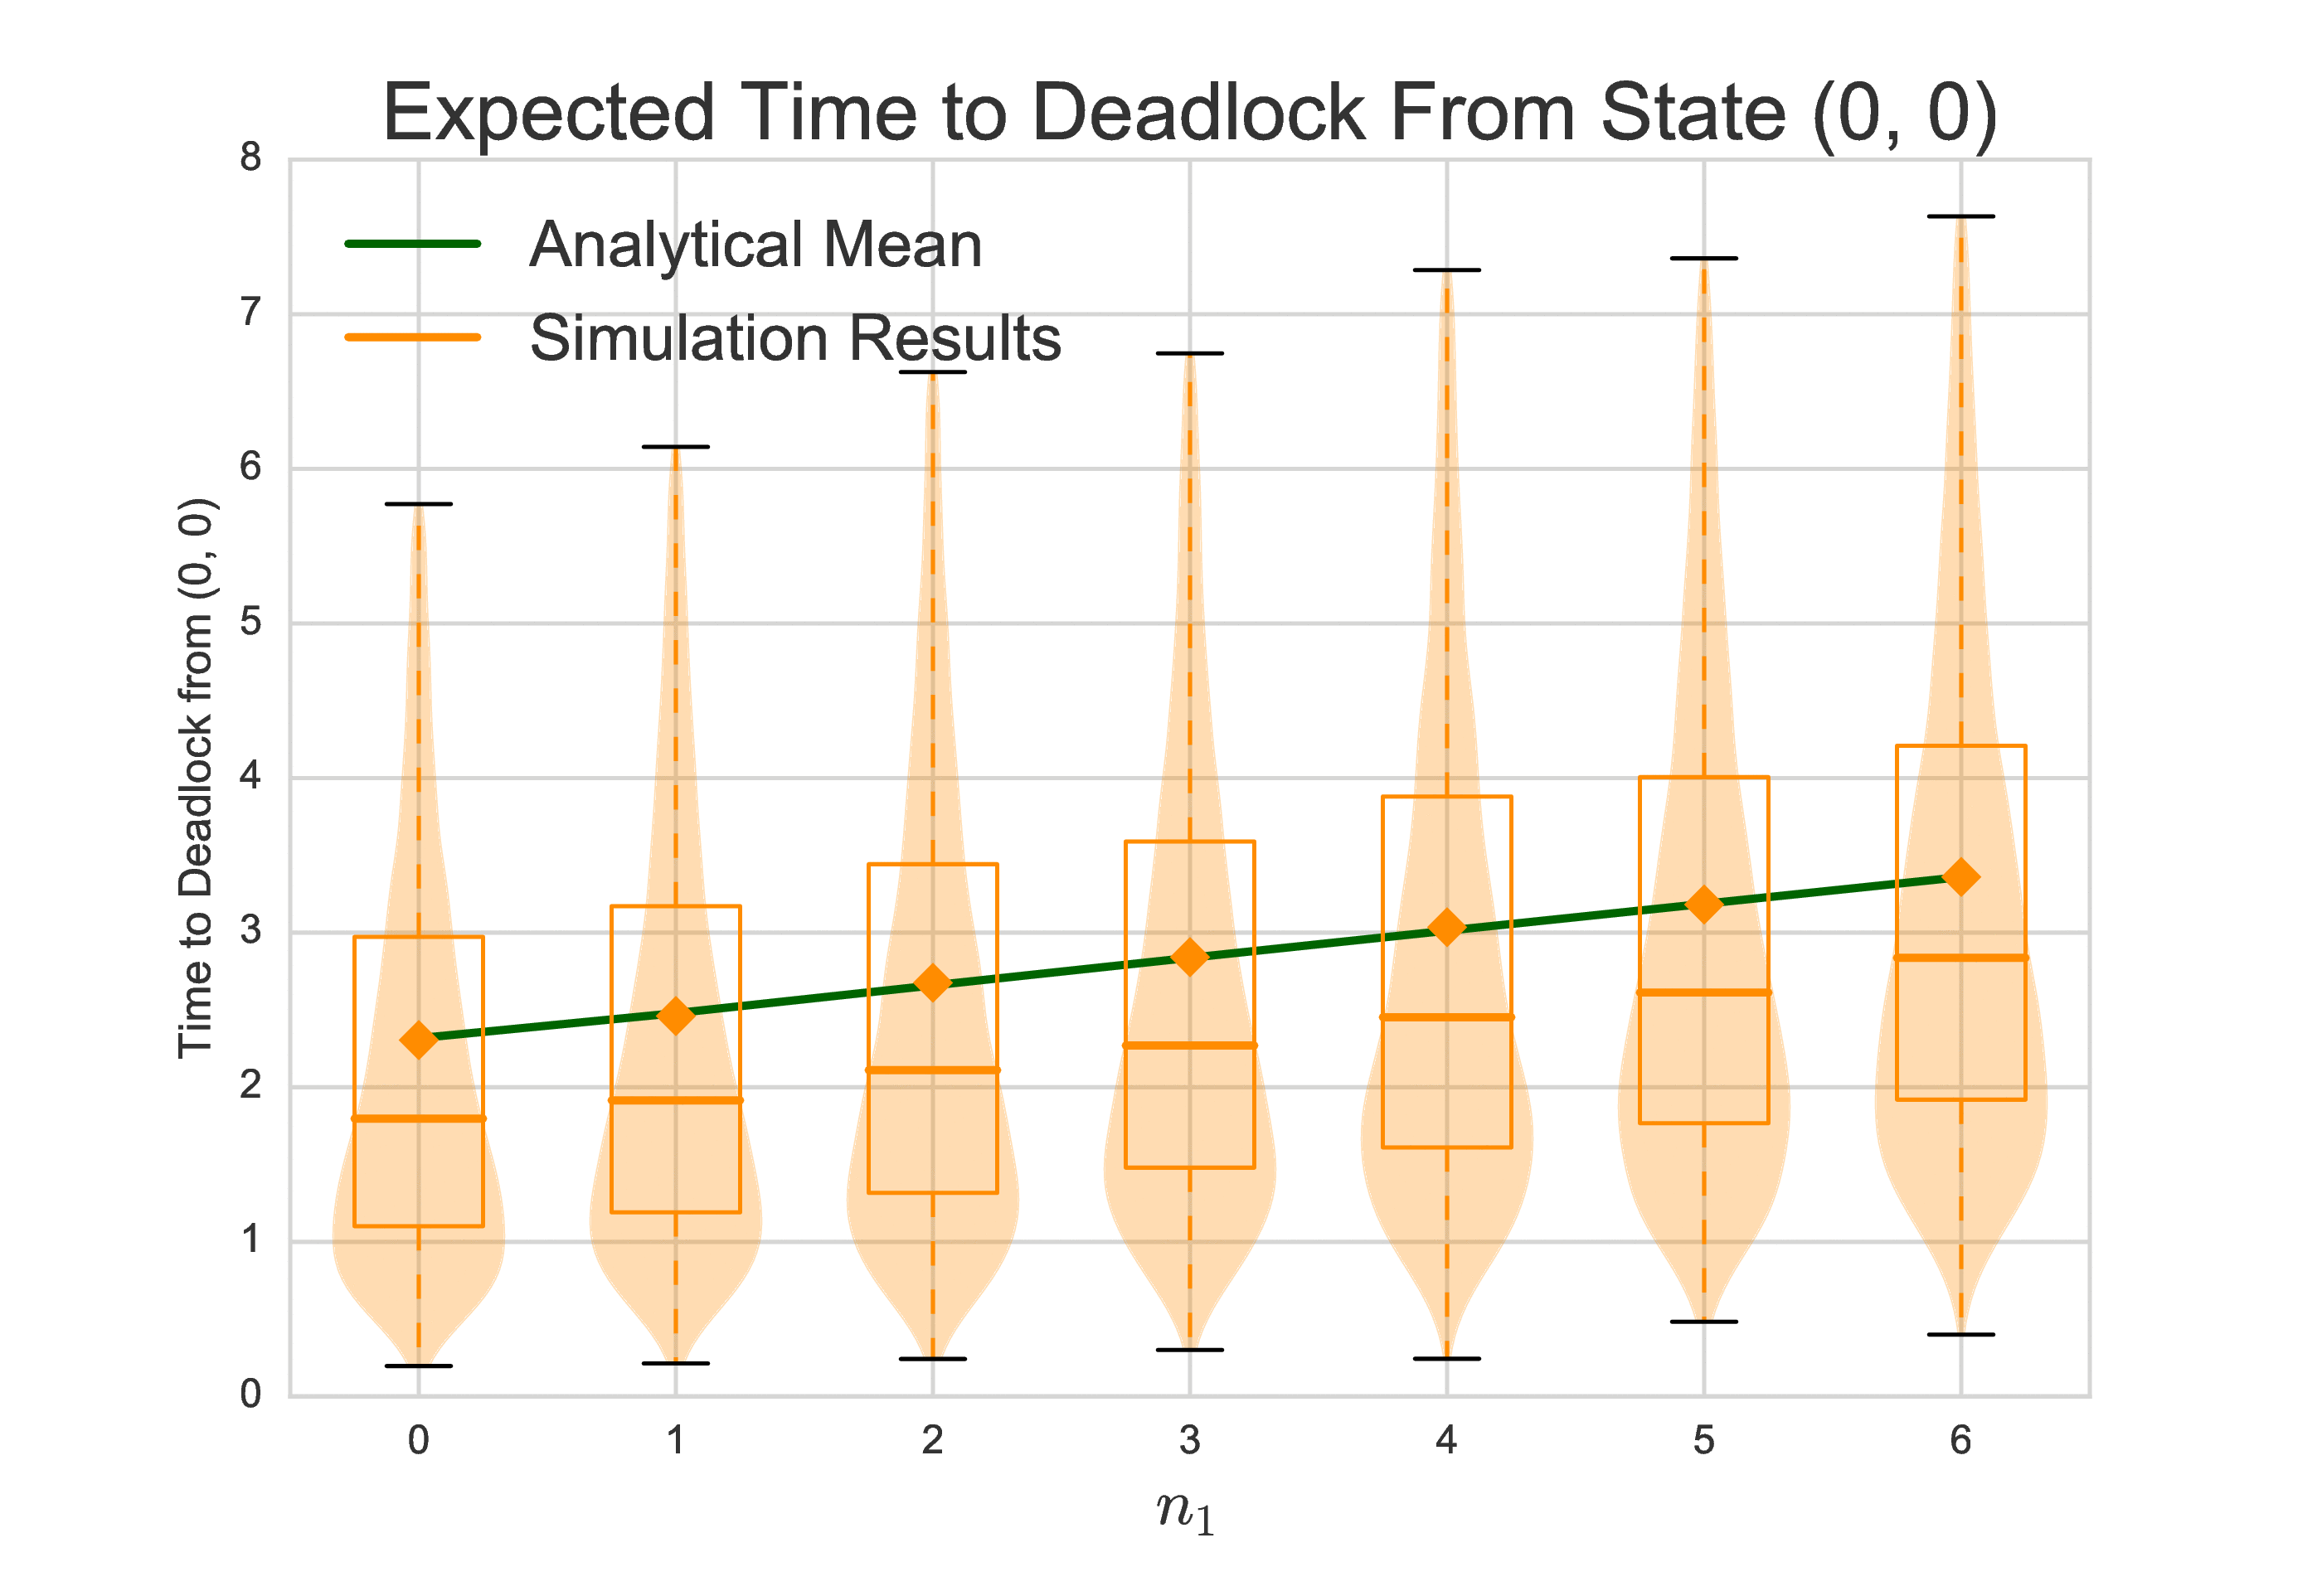 Expected Time to Deadlock From State (0, 0)
Analytical Mean
Simulation Results
Time to Deadlock from (0, 0)
8
7
6
5
4
3
2
1
0
0 1 2 3 4 5 6
n₁